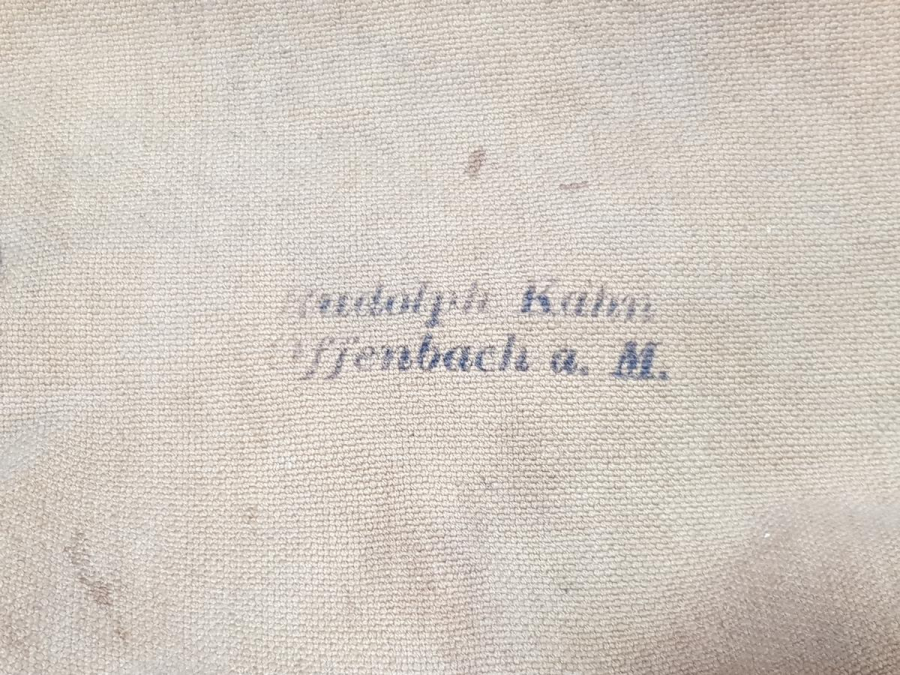 Rudolph Kahn
Offenbach a. M.